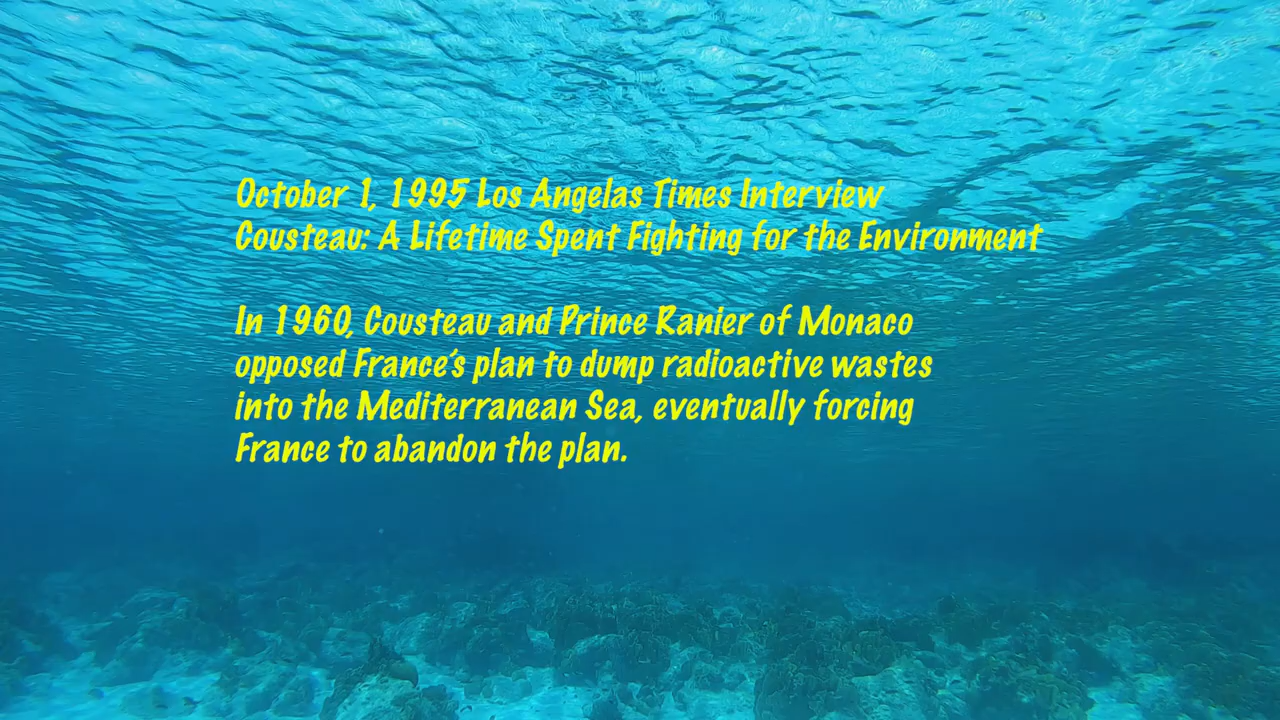 October 1, 1995 Los Angelas Times Interview
Cousteau: A Lifetime Spent Fighting for the Environment
In 1960, Cousteau and Prince Ranier of Monaco
opposed France's plan to dump radioactive wastes
into the Mediterranean Sea, eventually forcing
France to abandon the plan.